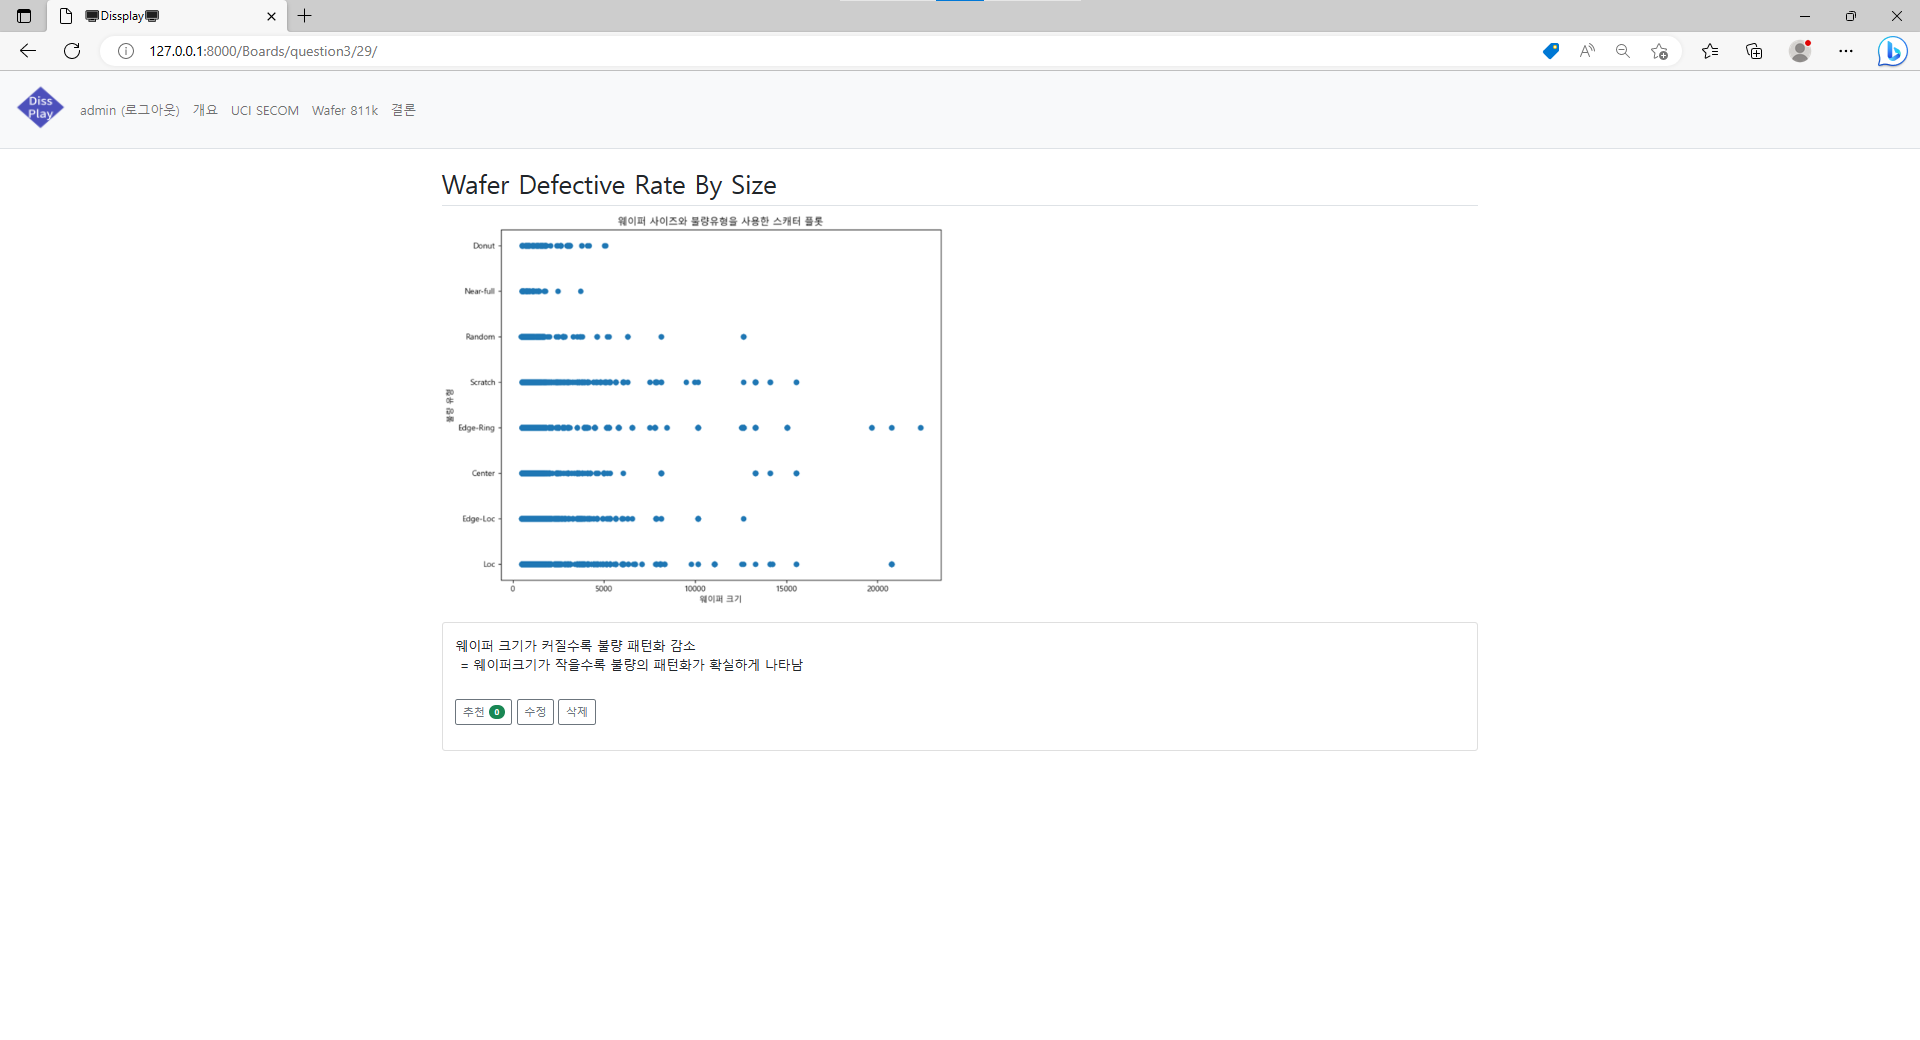 Dissplay
127.0.0.1:8000/Boards/question3/29/
Diss
Play
admin (로그아웃) 개요 UCI SECOM Wafer 811k 결론
Wafer Defective Rate By Size
웨이퍼 사이즈와 불량유형을 사용한 스캐터 플롯
Donut
Near-full
Random
Scratch
불량 유형
Edge-Ring
Center
Edge-Loc
Loc
0 5000 10000 15000 20000
웨이퍼 크기
웨이퍼 크기가 커질수록 불량 패턴화 감소
= 웨이퍼크기가 작을수록 불량의 패턴화가 확실하게 나타남
추천 0 수정 삭제